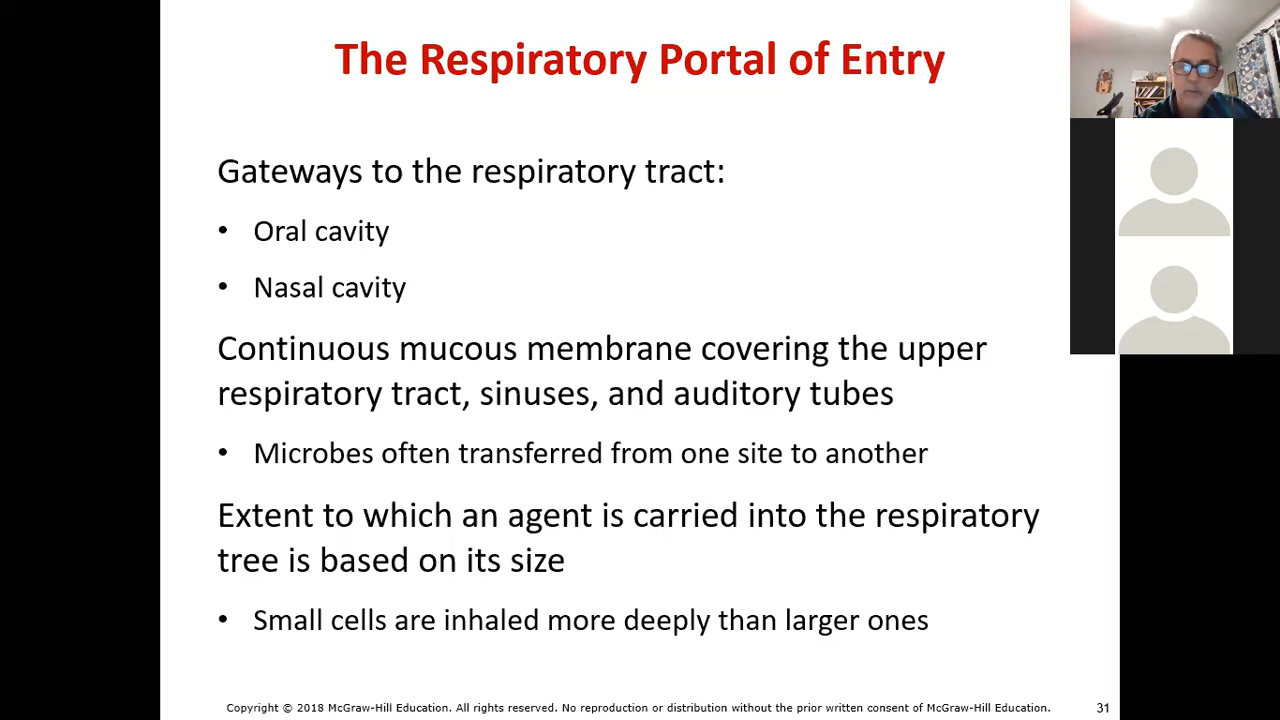 The Respiratory Portal of Entry
Gateways to the respiratory tract:
• Oral cavity
• Nasal cavity
Continuous mucous membrane covering the upper
respiratory tract, sinuses, and auditory tubes
• Microbes often transferred from one site to another
Extent to which an agent is carried into the respiratory
tree is based on its size
• Small cells are inhaled more deeply than larger ones
Copyright © 2018 McGraw-Hill Education. All rights reserved. No reproduction or distribution without the prior written consent of McGraw-Hill Education.
31